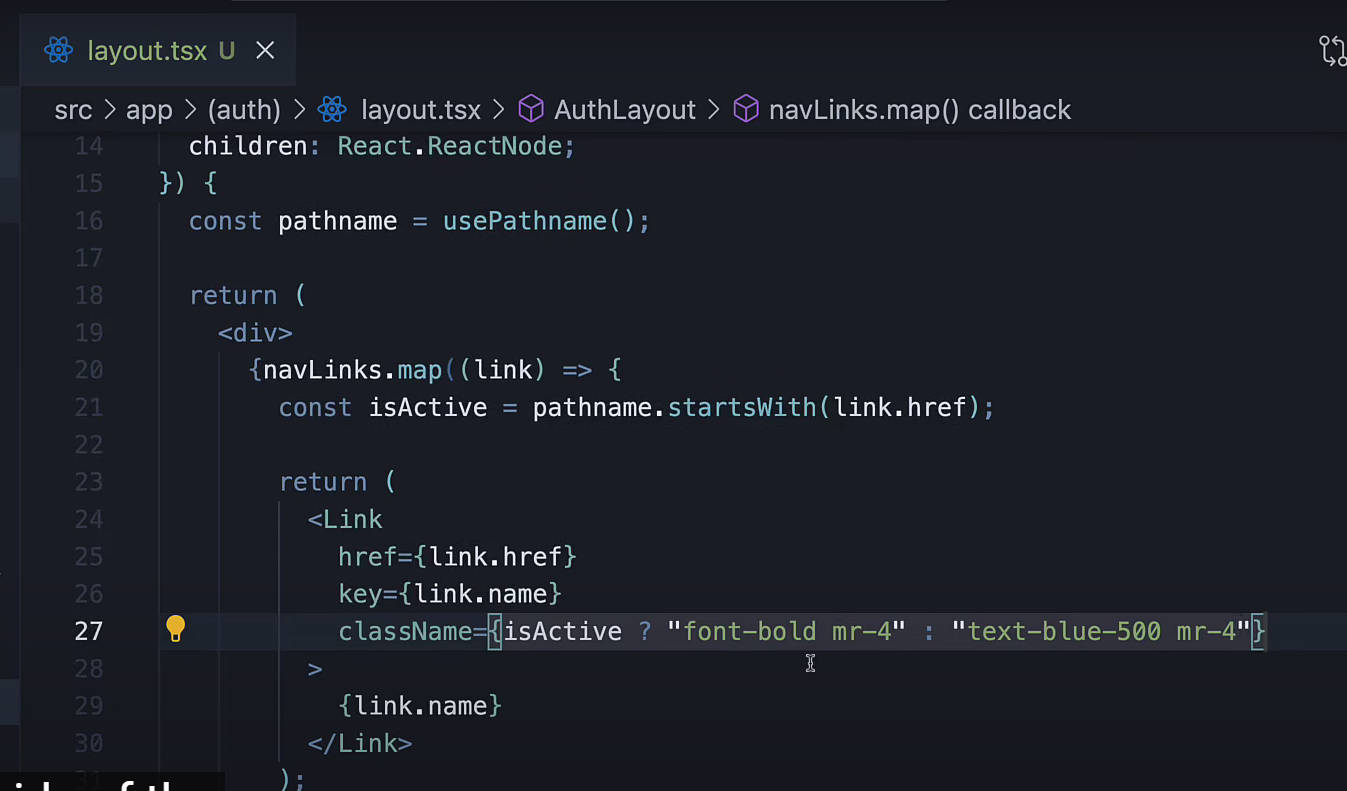 layout.tsx U
src > app > (auth) > layout.tsx > AuthLayout > navLinks.map() callback
14 children: React.ReactNode;
15 }) {
16 const pathname = usePathname();
17
18 return (
19 <div>
20 {navLinks.map((link) => {
21 const isActive = pathname.startsWith(link.href);
22
23 return (
24 <Link
25 href={link.href}
26 key={link.name}
27 className={isActive ? "font-bold mr-4" : "text-blue-500 mr-4"}
28 >
29 {link.name}
30 </Link>
31 );